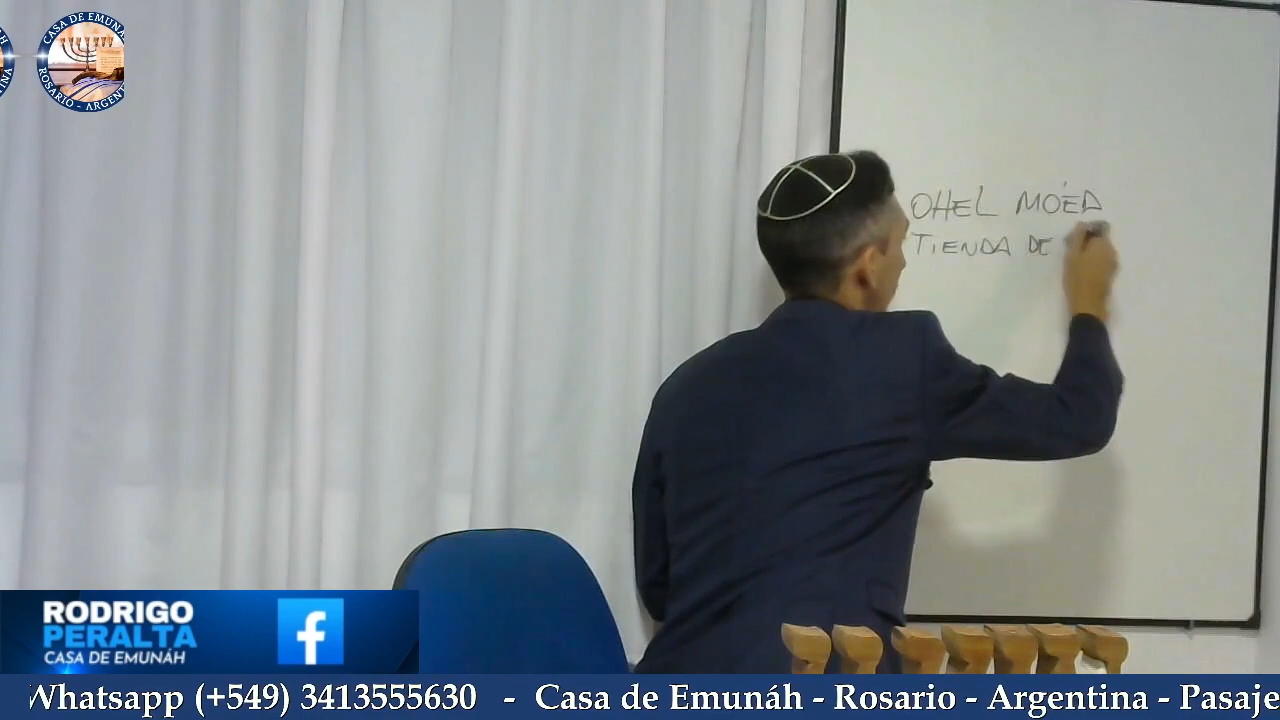 CASA DE EMUNA
ROSARIO - ARGENT
OHEL MOÉD
TIENDA DE
RODRIGO
PERALTA
CASA DE EMUNÁH
f
Whatsapp (+549) 3413555630 - Casa de Emunáh - Rosario - Argentina - Pasaje